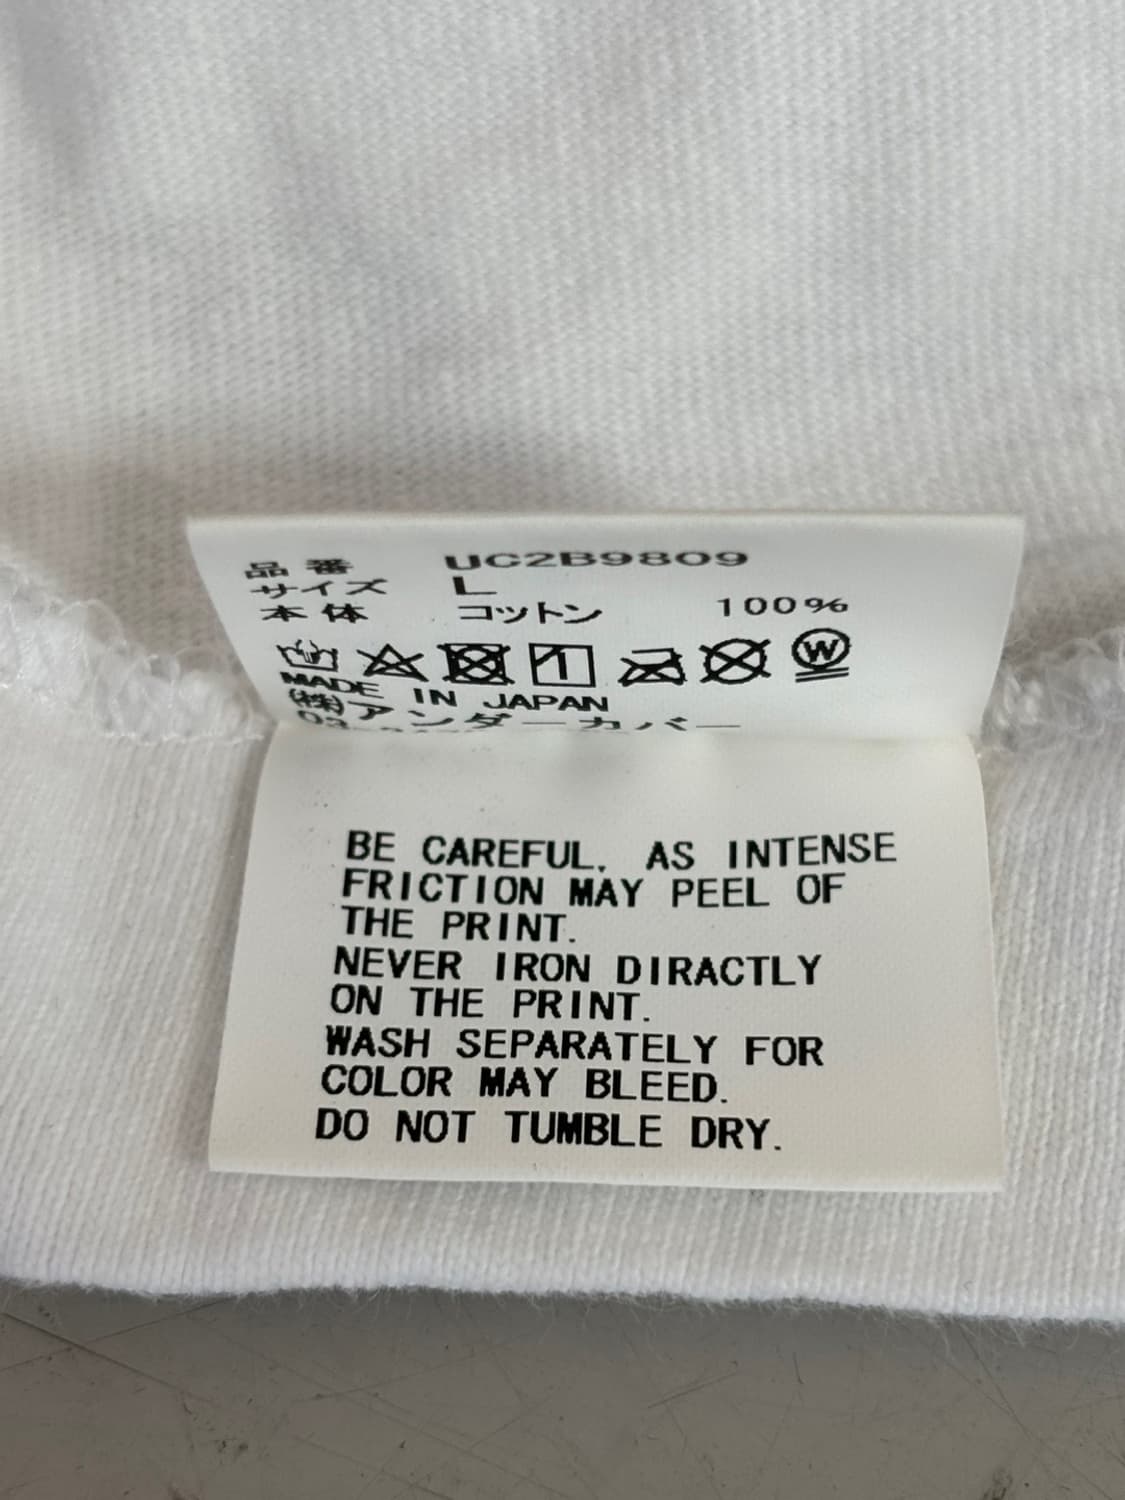 品番 UC2B9809
サイズ L
本体 コットン 100%
W
MADE IN JAPAN
(株)アンダーカバー
BE CAREFUL, AS INTENSE
FRICTION MAY PEEL OF
THE PRINT.
NEVER IRON DIRACTLY
ON THE PRINT.
WASH SEPARATELY FOR
COLOR MAY BLEED.
DO NOT TUMBLE DRY.